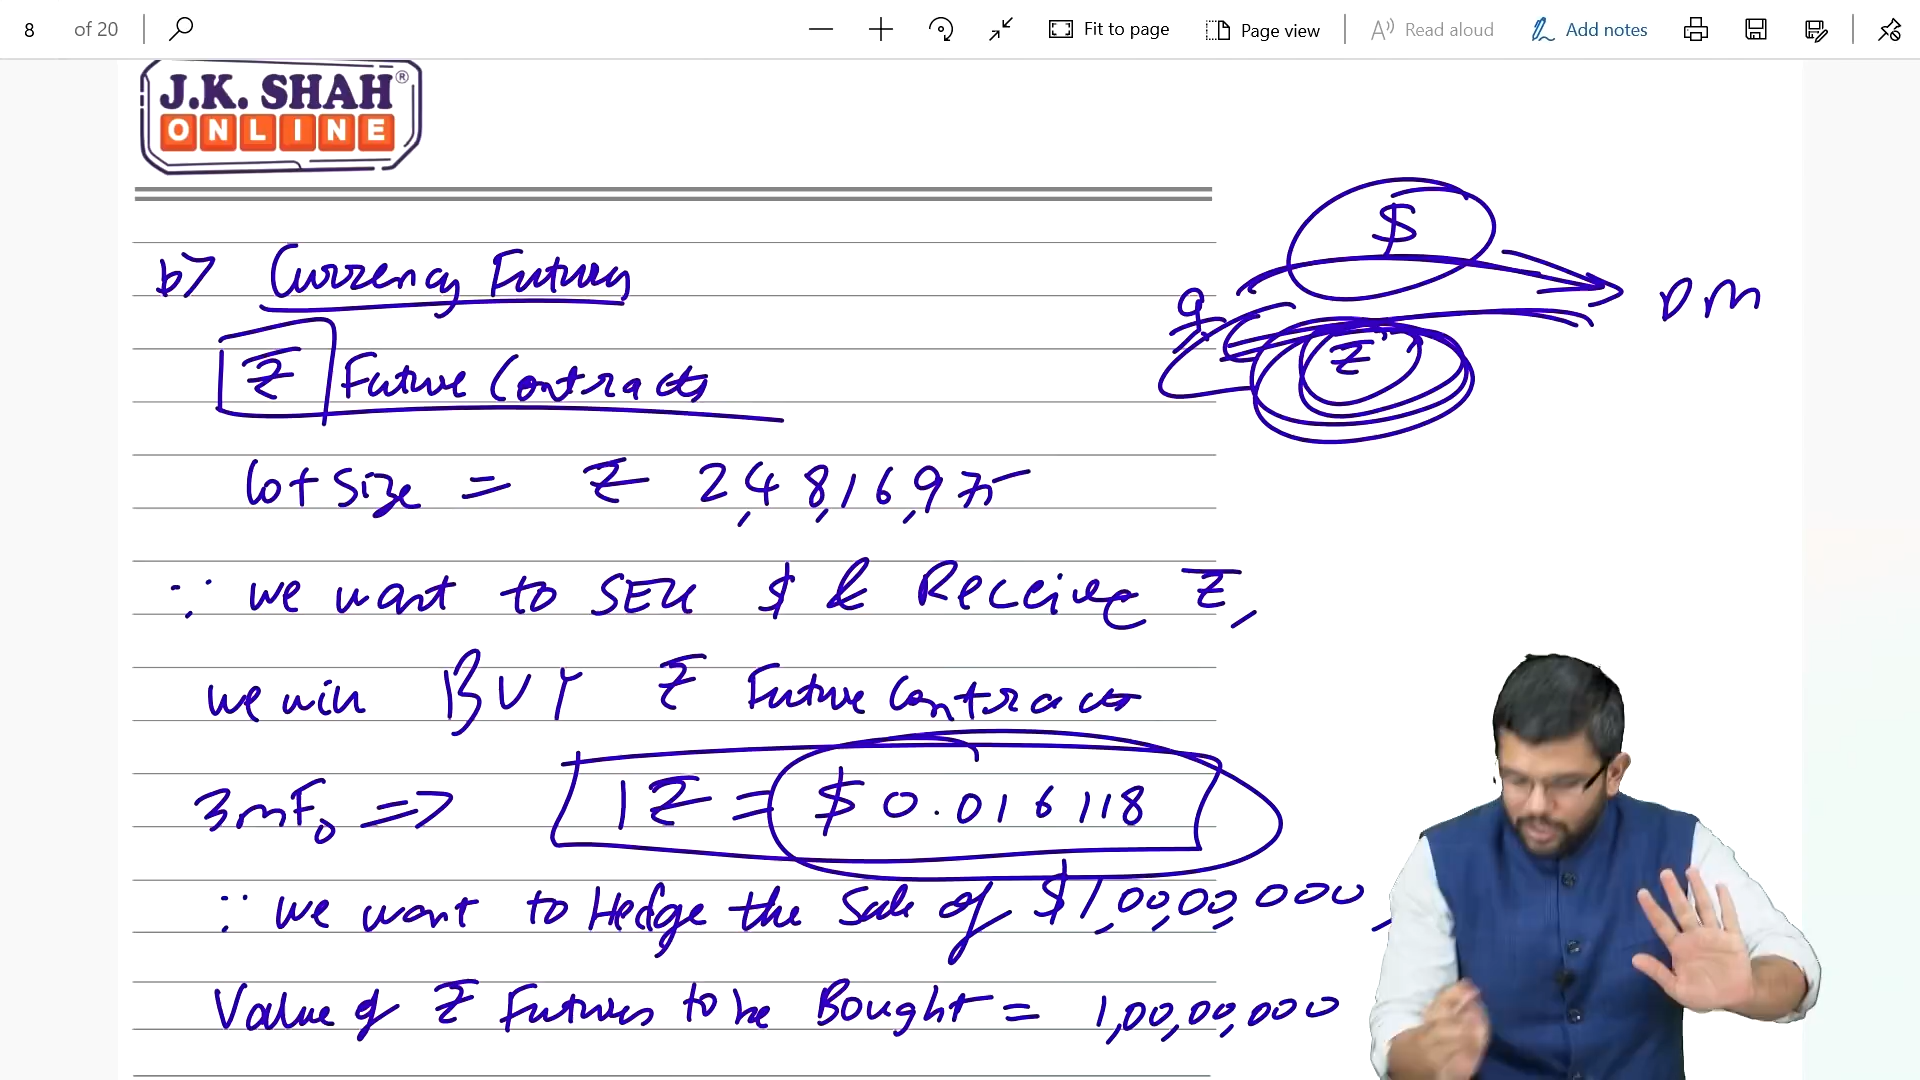 8 of 20 Fit to page Page view Read aloud Add notes
J.K. SHAH®
ONLINE
b) Currency Futures
₹ Future Contracts
lot size = ₹ 24,81,6,975
∵ we want to SELL $ & Receive ₹,
we will BUY ₹ Future Contracts
3mF₀ => 1₹ = $0.016118
∵ we want to Hedge the Sale of $1,00,00,000,
Value of ₹ Futures to be Bought = 1,00,00,000
$
₹
DM